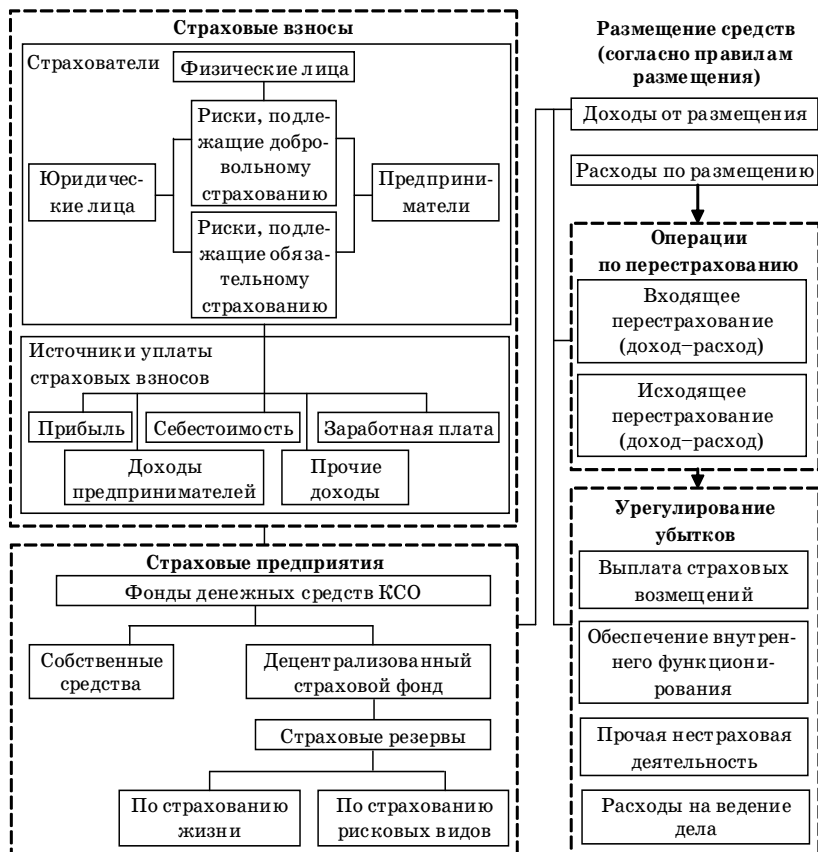 Страховые взносы
Страхователи
Физические лица
Риски, подле-
жащие добро-
вольному
страхованию
Юридичес-
кие лица
Предприни-
матели
Риски, подле-
жащие обяза-
тельному
страхованию
Источники уплаты
страховых взносов
Прибыль
Себестоимость
Заработная плата
Доходы
предпринимателей
Прочие
доходы
Страховые предприятия
Фонды денежных средств КСО
Собственные
средства
Децентрализованный
страховой фонд
Страховые резервы
По страхованию
жизни
По страхованию
рисковых видов
Размещение средств
(согласно правилам
размещения)
Доходы от размещения
Расходы по размещению
Операции
по перестрахованию
Входящее
перестрахование
(доход–расход)
Исходящее
перестрахование
(доход–расход)
Урегулирование
убытков
Выплата страховых
возмещений
Обеспечение внутрен-
него функциони-
рования
Прочая нестраховая
деятельность
Расходы на ведение
дела